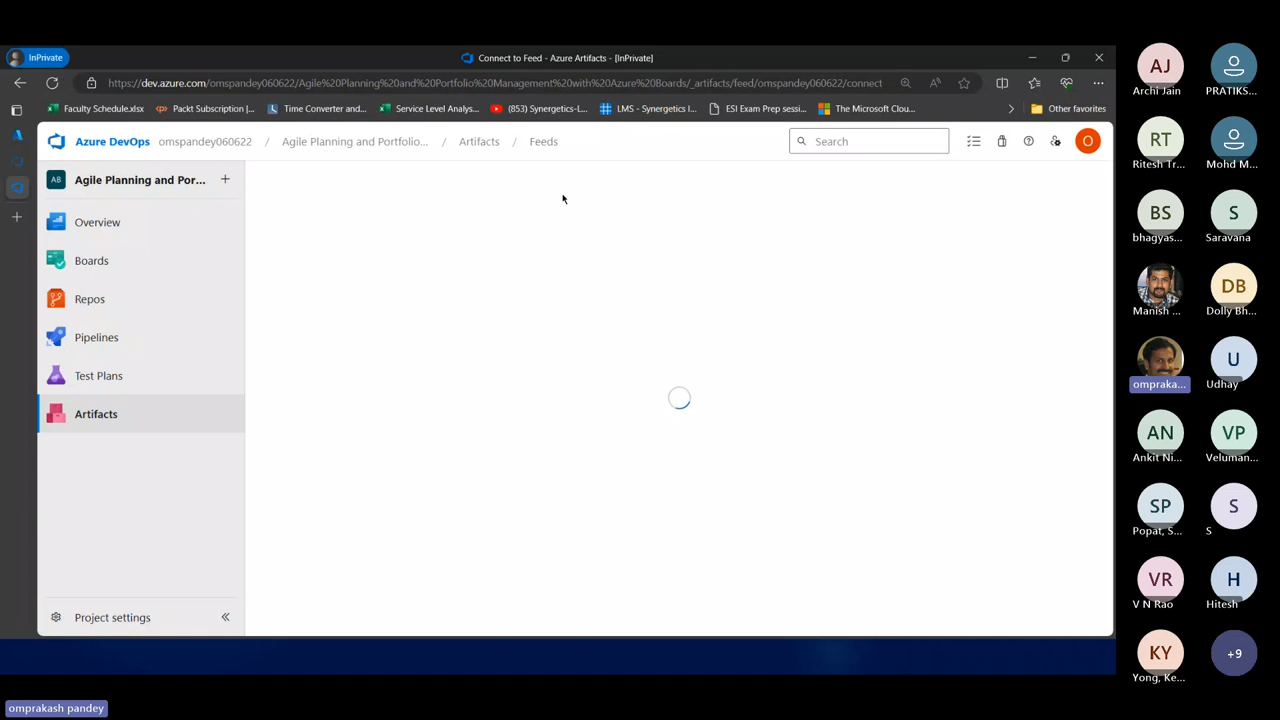 InPrivate
Connect to Feed - Azure Artifacts - [InPrivate]
https://dev.azure.com/omspandey060622/Agile%20Planning%20and%20Portfolio%20Management%20with%20Azure%20Boards/_artifacts/feed/omspandey060622/connect
Faculty Schedule.xlsx
Packt Subscription |...
Time Converter and...
Service Level Analys...
(853) Synergetics-L...
LMS - Synergetics I...
ESI Exam Prep sessi...
The Microsoft Clou...
Other favorites
Azure DevOps
omspandey060622 / Agile Planning and Portfolio... / Artifacts / Feeds
Search
O
AB
Agile Planning and Por...
Overview
Boards
Repos
Pipelines
Test Plans
Artifacts
Project settings
AJ
Archi Jain
PRATIKS...
RT
Ritesh Tr...
Mohd M...
BS
bhagyas...
S
Saravana
Manish ...
DB
Dolly Bh...
ompraka...
U
Udhay
AN
Ankit Ni...
VP
Veluman...
SP
Popat, S...
S
S
VR
V N Rao
H
Hitesh
KY
Yong, Ke...
+9
omprakash pandey